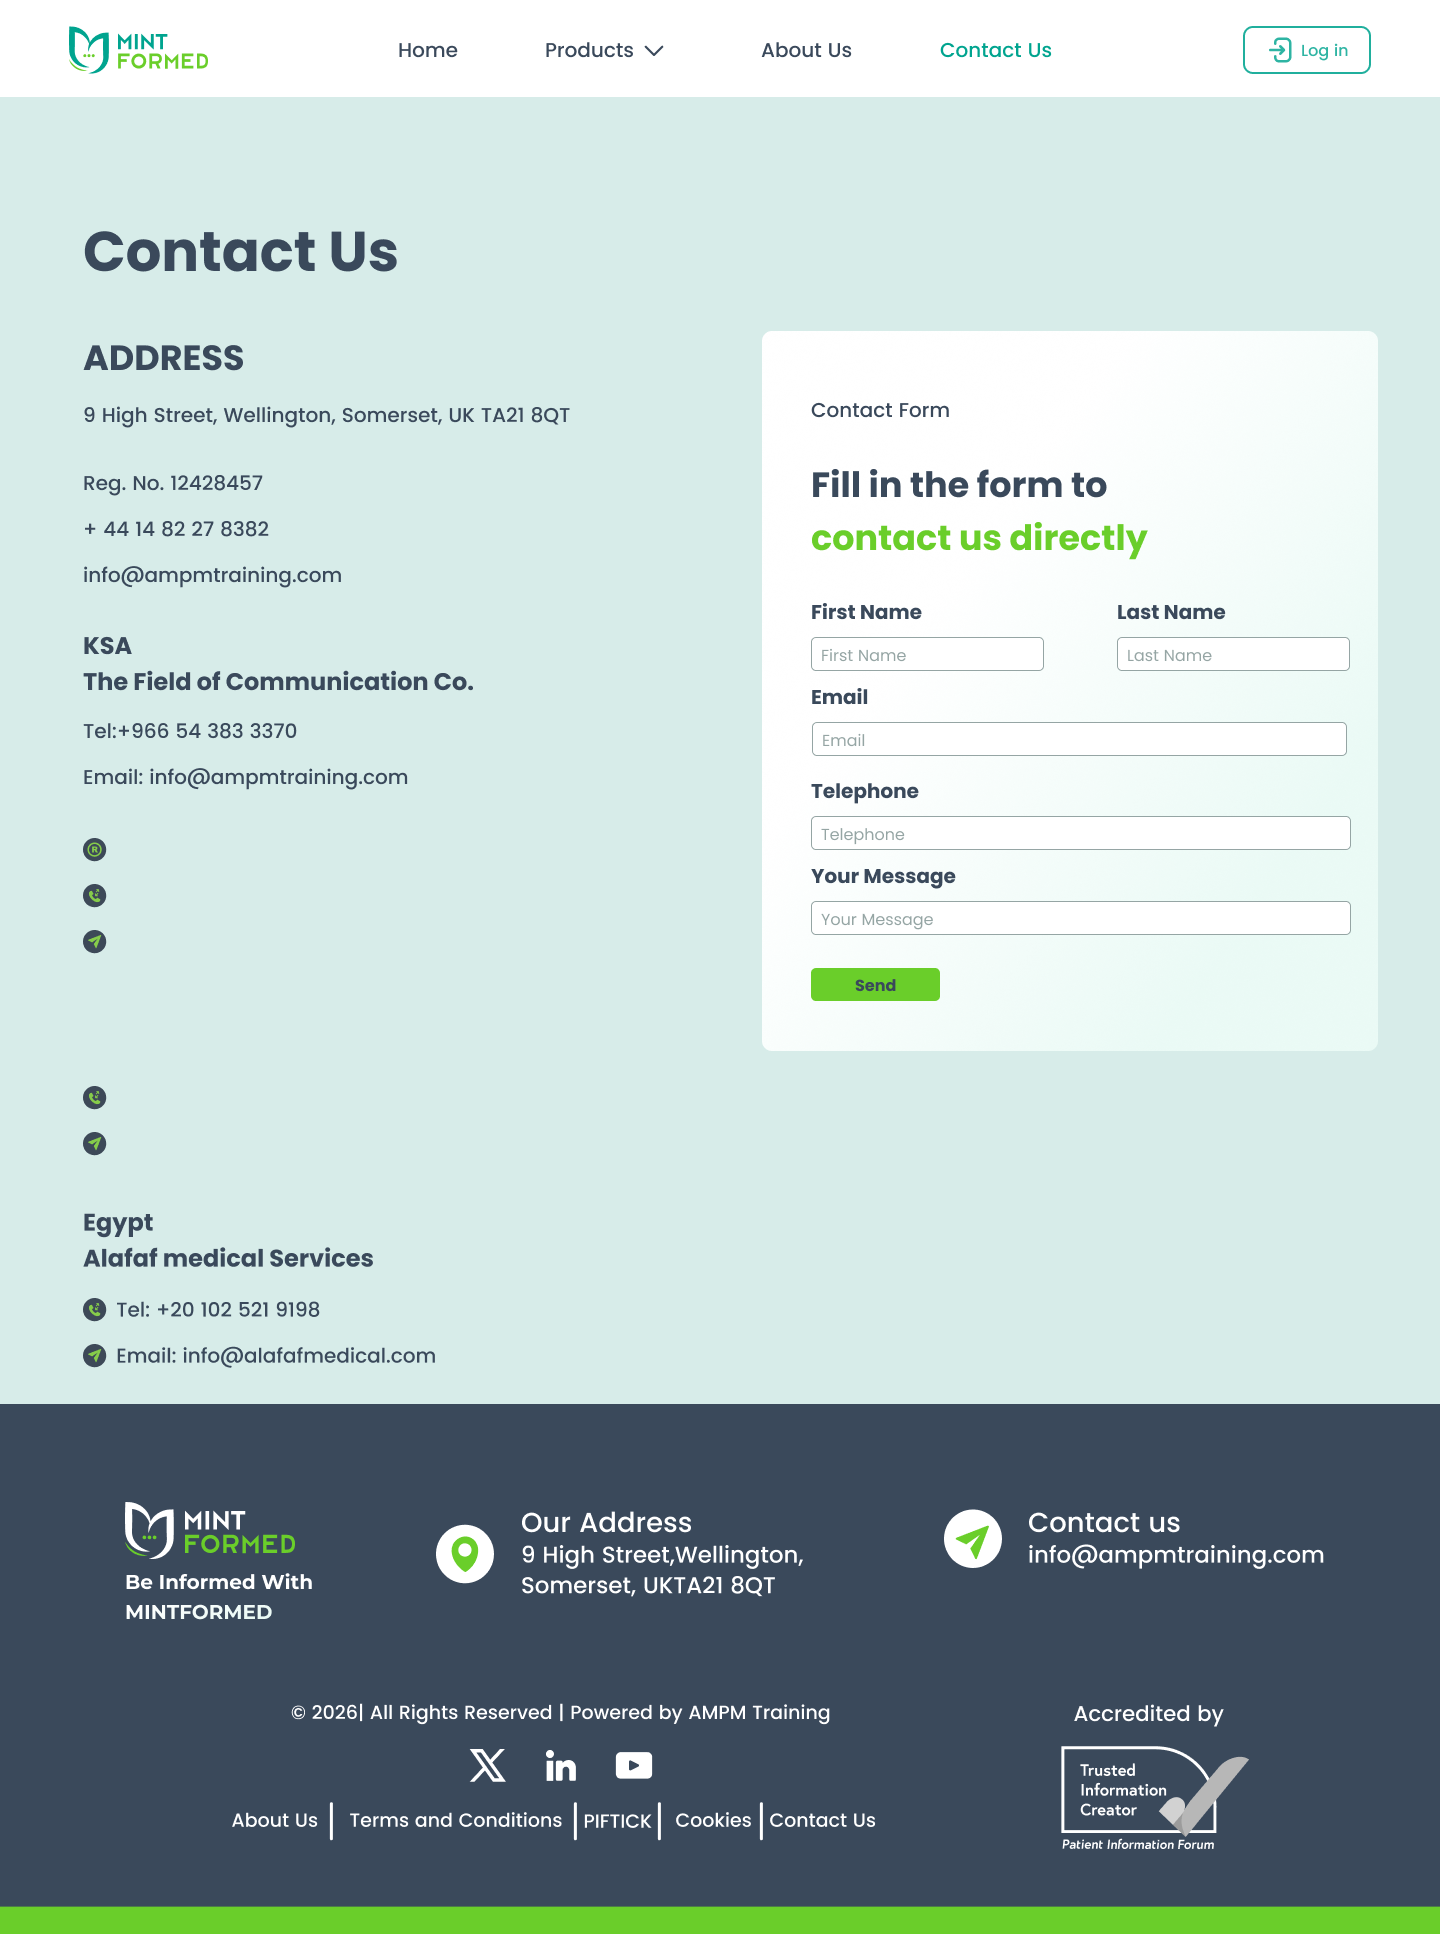 MINT
FORMED
Home
Products
About Us
Contact Us
Log in
Contact Us
ADDRESS
9 High Street, Wellington, Somerset, UK TA21 8QT
Reg. No. 12428457
+ 44 14 82 27 8382
info@ampmtraining.com
KSA
The Field of Communication Co.
Tel:+966 54 383 3370
Email: info@ampmtraining.com
®
Egypt
Alafaf medical Services
Tel: +20 102 521 9198
Email: info@alafafmedical.com
Contact Form
Fill in the form to
contact us directly
First Name
Last Name
First Name
Last Name
Email
Email
Telephone
Telephone
Your Message
Your Message
Send
MINT
FORMED
Be Informed With
MINTFORMED
Our Address
9 High Street,Wellington,
Somerset, UKTA21 8QT
Contact us
info@ampmtraining.com
© 2026| All Rights Reserved | Powered by AMPM Training
X in
About Us | Terms and Conditions | PIFTICK | Cookies | Contact Us
Accredited by
Trusted
Information
Creator
Patient Information Forum